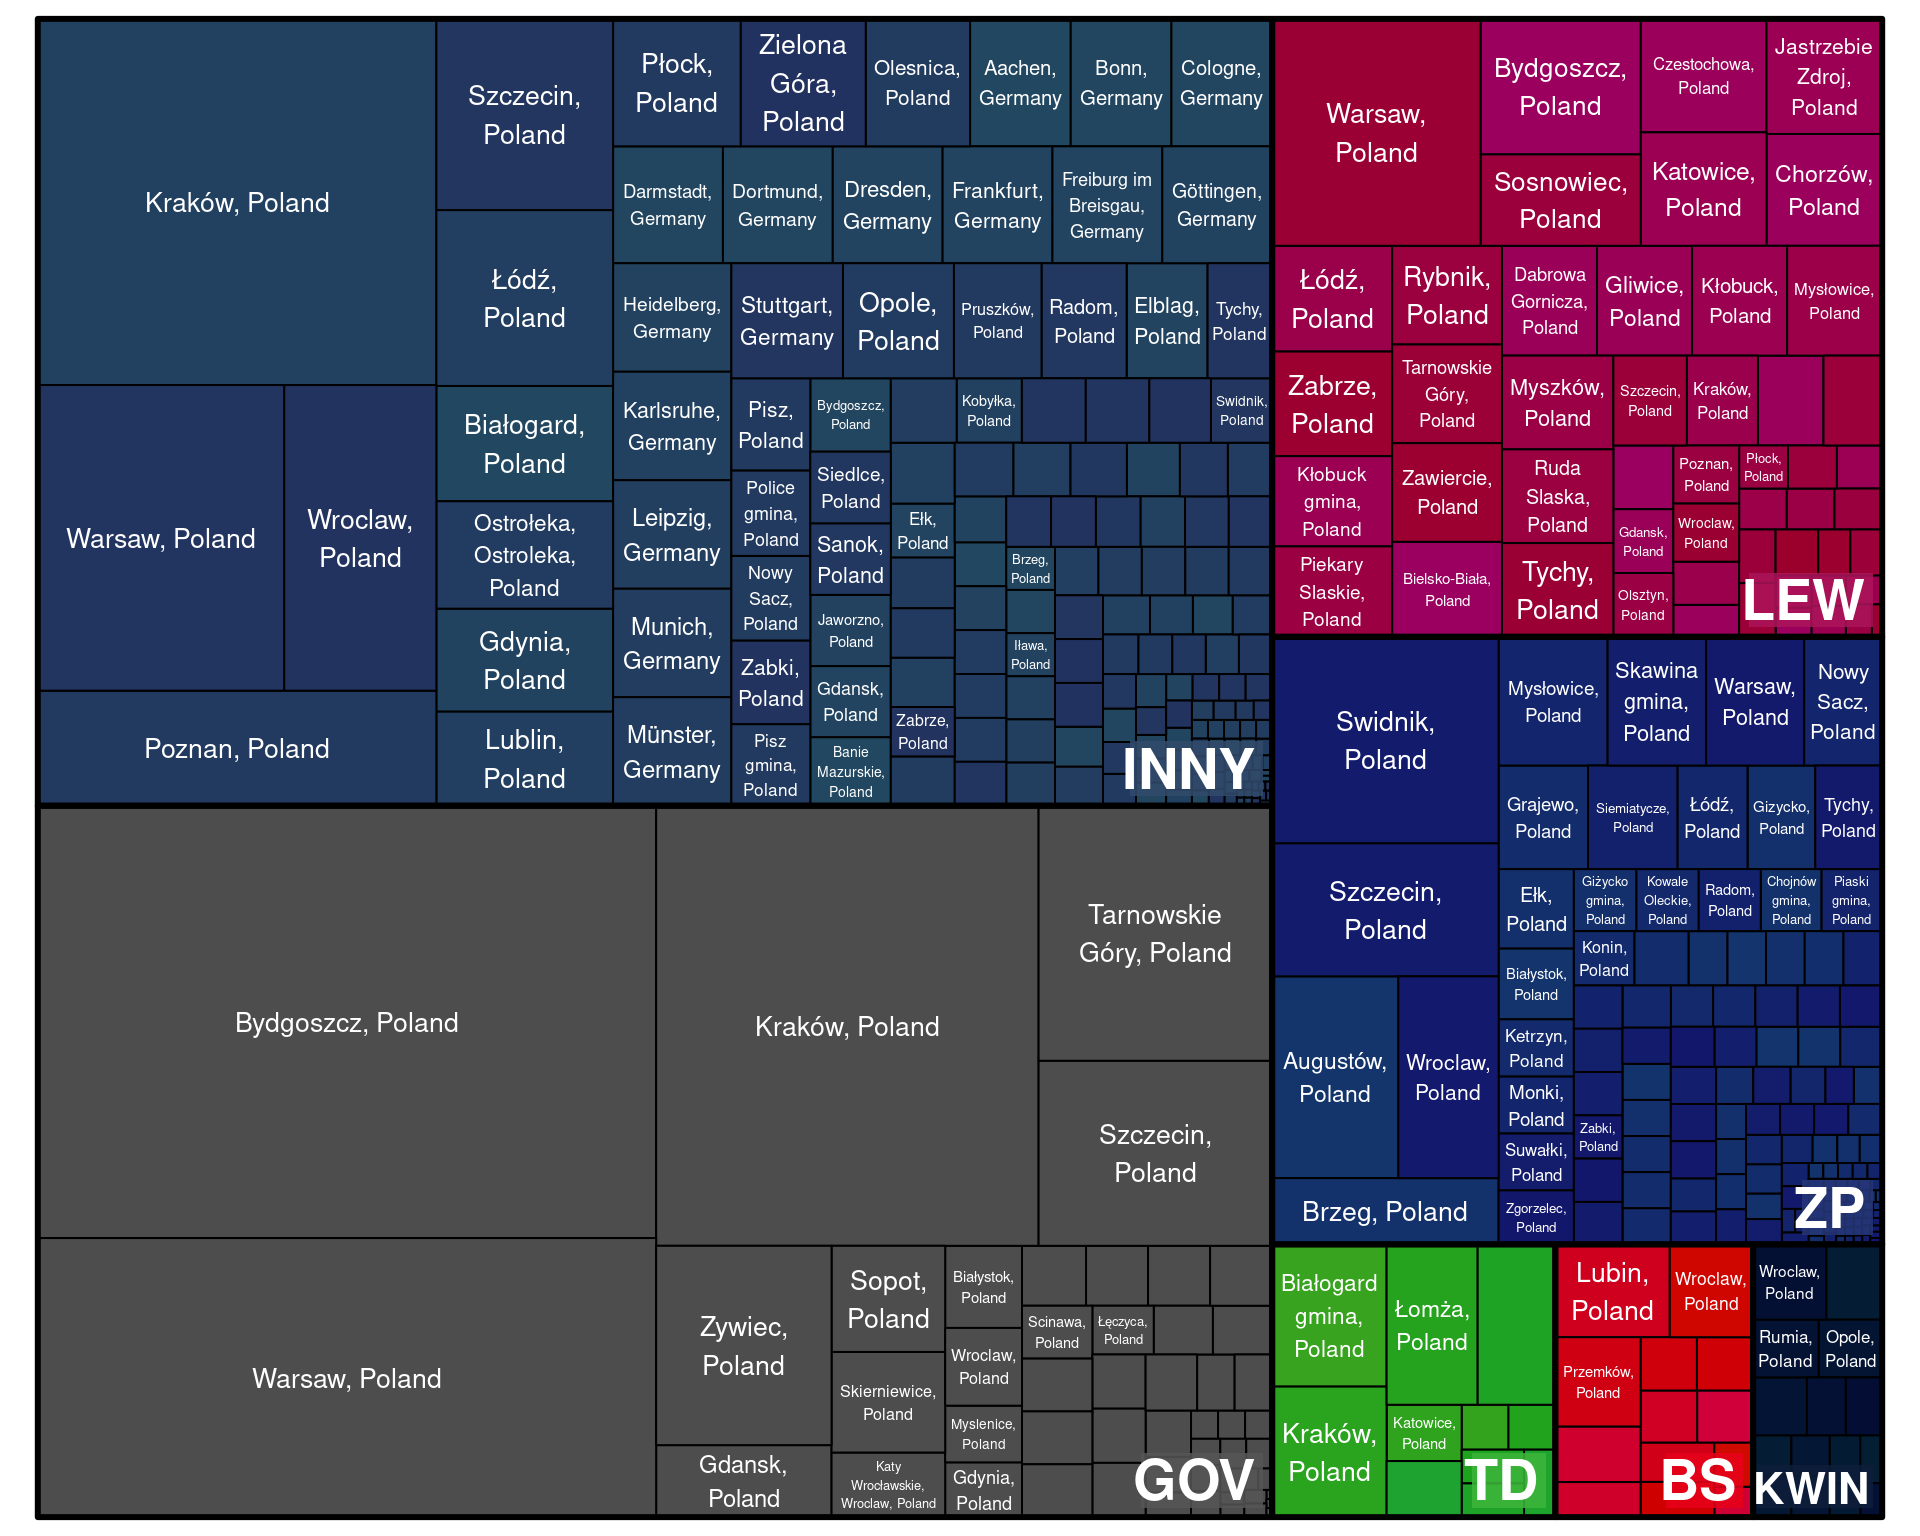 Kraków, Poland
Szczecin,
Poland
Płock,
Poland
Zielona
Góra,
Poland
Olesnica,
Poland
Aachen,
Germany
Bonn,
Germany
Cologne,
Germany
Darmstadt,
Germany
Dortmund,
Germany
Dresden,
Germany
Frankfurt,
Germany
Freiburg im
Breisgau,
Germany
Göttingen,
Germany
Łódź,
Poland
Heidelberg,
Germany
Stuttgart,
Germany
Opole,
Poland
Pruszków,
Poland
Radom,
Poland
Elblag,
Poland
Tychy,
Poland
Warsaw, Poland
Wroclaw,
Poland
Białogard,
Poland
Karlsruhe,
Germany
Pisz,
Poland
Bydgoszcz,
Poland
Kobyłka,
Poland
Swidnik,
Poland
Siedlce,
Poland
Ostrołeka,
Ostroleka,
Poland
Leipzig,
Germany
Police
gmina,
Poland
Ełk,
Poland
Sanok,
Poland
Brzeg,
Poland
Nowy
Sacz,
Poland
Jaworzno,
Poland
Iława,
Poland
Gdynia,
Poland
Munich,
Germany
Zabki,
Poland
Gdansk,
Poland
Zabrze,
Poland
Poznan, Poland
Lublin,
Poland
Münster,
Germany
Pisz
gmina,
Poland
Banie
Mazurskie,
Poland
INNY
Warsaw,
Poland
Bydgoszcz,
Poland
Czestochowa,
Poland
Jastrzebie
Zdroj,
Poland
Sosnowiec,
Poland
Katowice,
Poland
Chorzów,
Poland
Łódź,
Poland
Rybnik,
Poland
Dabrowa
Gornicza,
Poland
Gliwice,
Poland
Kłobuck,
Poland
Mysłowice,
Poland
Zabrze,
Poland
Tarnowskie
Góry,
Poland
Myszków,
Poland
Szczecin,
Poland
Kraków,
Poland
Kłobuck
gmina,
Poland
Zawiercie,
Poland
Ruda
Slaska,
Poland
Poznan,
Poland
Płock,
Poland
Gdansk,
Poland
Wroclaw,
Poland
Piekary
Slaskie,
Poland
Bielsko-Biała,
Poland
Tychy,
Poland
Olsztyn,
Poland
LEW
Swidnik,
Poland
Mysłowice,
Poland
Skawina
gmina,
Poland
Warsaw,
Poland
Nowy
Sacz,
Poland
Grajewo,
Poland
Siemiatycze,
Poland
Łódź,
Poland
Gizycko,
Poland
Tychy,
Poland
Szczecin,
Poland
Ełk,
Poland
Giżycko
gmina,
Poland
Kowale
Oleckie,
Poland
Radom,
Poland
Chojnów
gmina,
Poland
Piaski
gmina,
Poland
Białystok,
Poland
Konin,
Poland
Augustów,
Poland
Wroclaw,
Poland
Ketrzyn,
Poland
Monki,
Poland
Suwałki,
Poland
Zabki,
Poland
Brzeg, Poland
Zgorzelec,
Poland
ZP
Bydgoszcz, Poland
Kraków, Poland
Tarnowskie
Góry, Poland
Szczecin,
Poland
Warsaw, Poland
Zywiec,
Poland
Sopot,
Poland
Białystok,
Poland
Scinawa,
Poland
Łęczyca,
Poland
Skierniewice,
Poland
Wroclaw,
Poland
Myslenice,
Poland
Gdansk,
Poland
Katy
Wrocławskie,
Wroclaw, Poland
Gdynia,
Poland
GOV
Białogard
gmina,
Poland
Łomża,
Poland
Kraków,
Poland
Katowice,
Poland
TD
Lubin,
Poland
Wroclaw,
Poland
Przemków,
Poland
BS
Wroclaw,
Poland
Rumia,
Poland
Opole,
Poland
KWIN